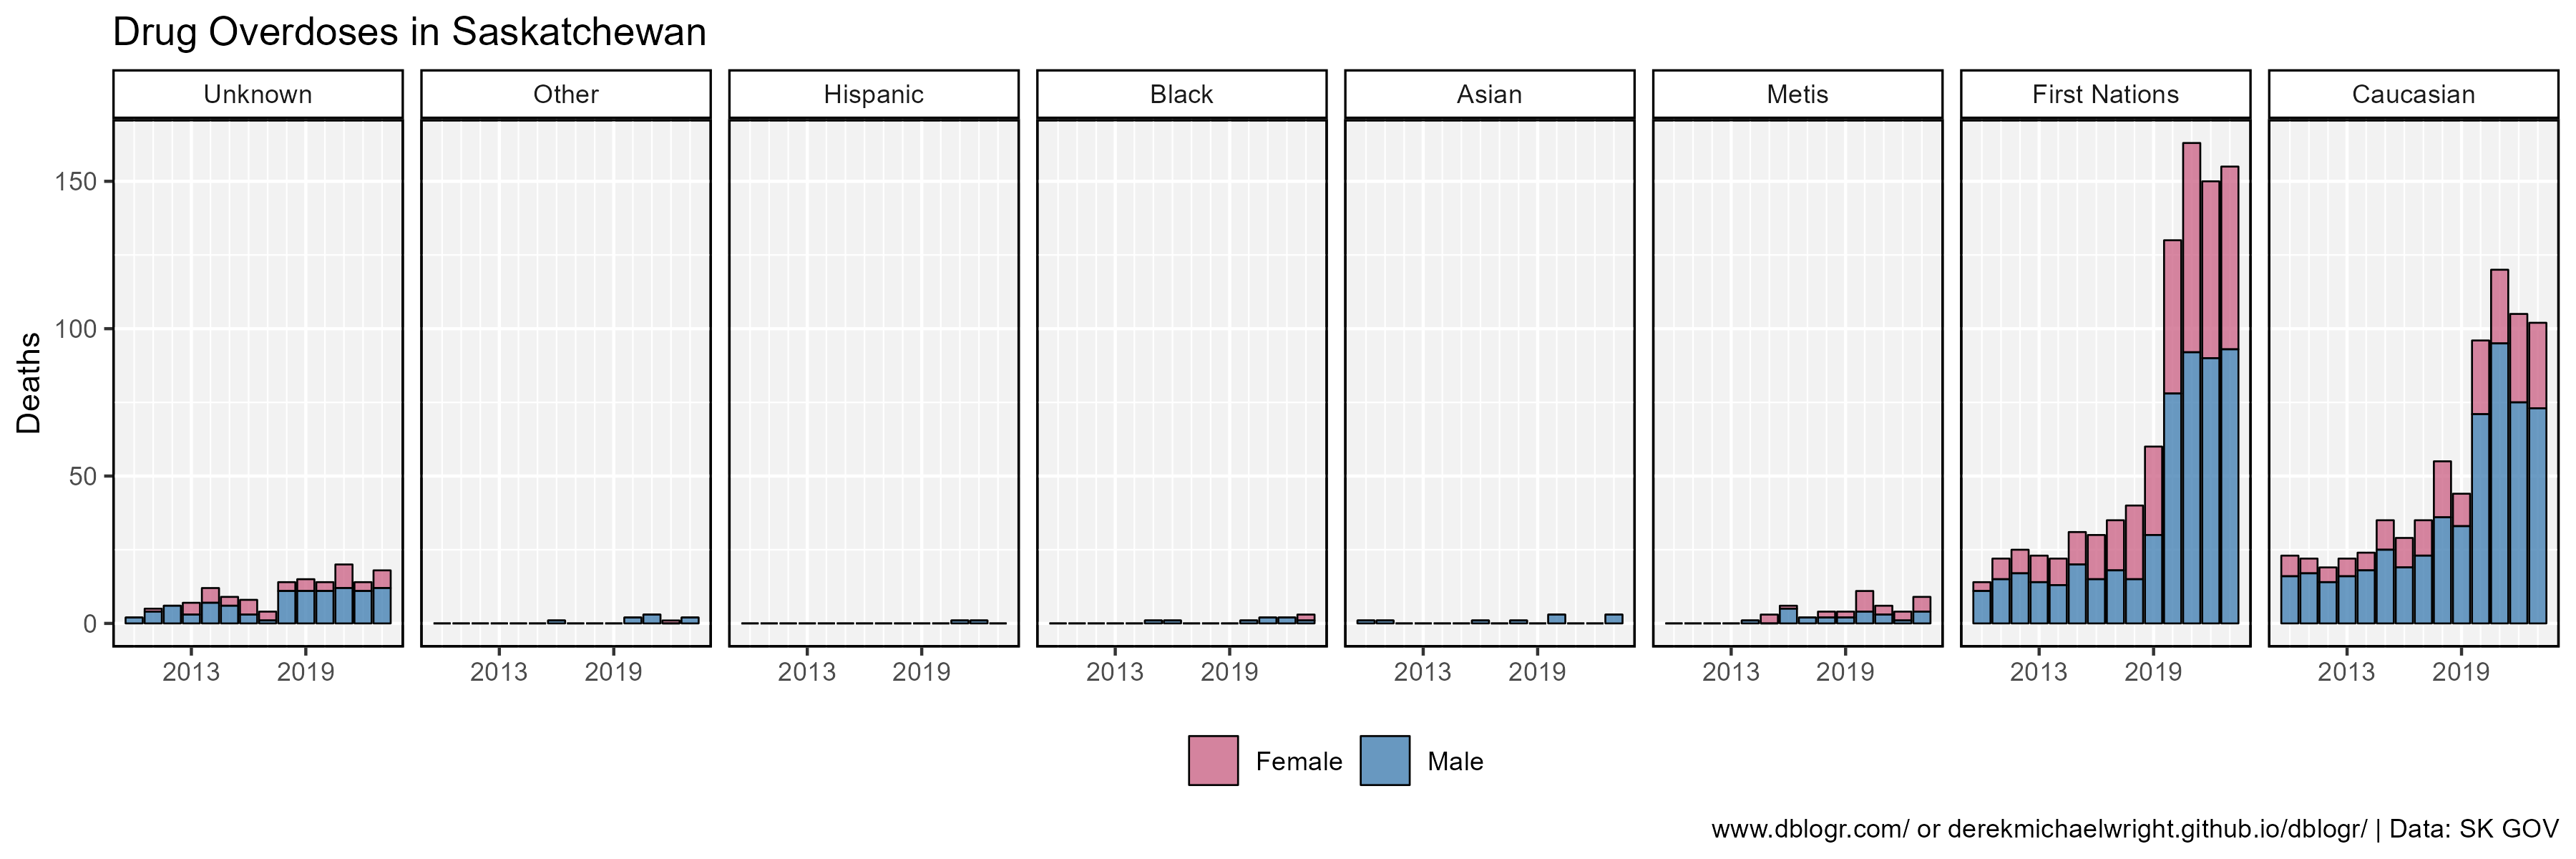 Drug Overdoses in Saskatchewan
Unknown Other Hispanic Black Asian Metis First Nations Caucasian
Deaths
150
100
50
0
2013 2019 2013 2019 2013 2019 2013 2019 2013 2019 2013 2019 2013 2019 2013 2019
Female Male
www.dblogr.com/ or derekmichaelwright.github.io/dblogr/ | Data: SK GOV